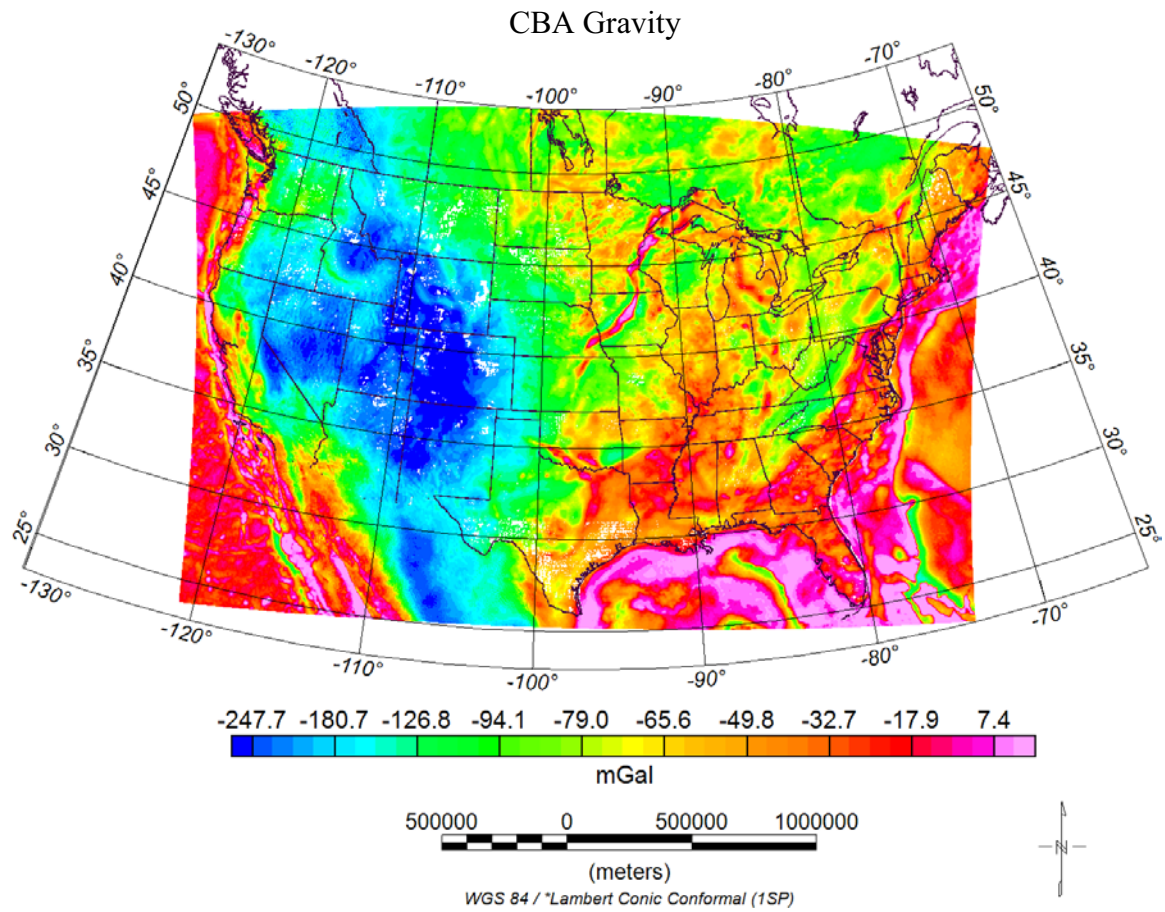 CBA Gravity
-130° -120° -110° -100° -90° -80° -70°
50° 50°
45° 45°
40° 40°
35° 35°
30° 30°
25° 25°
-130° -120° -110° -100° -90° -80° -70°
-247.7 -180.7 -126.8 -94.1 -79.0 -65.6 -49.8 -32.7 -17.9 7.4
mGal
500000 0 500000 1000000
(meters)
WGS 84 / *Lambert Conic Conformal (1SP)
N